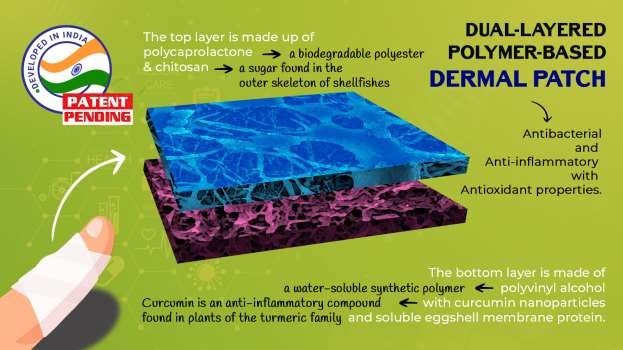 DEVELOPED IN INDIA
PATENT
PENDING
The top layer is made up of
polycaprolactone → a biodegradable polyester
& chitosan → a sugar found in the
outer skeleton of shellfishes
DUAL-LAYERED
POLYMER-BASED
DERMAL PATCH
Antibacterial
and
Anti-inflammatory
with
Antioxidant properties.
The bottom layer is made of
a water-soluble synthetic polymer ← polyvinyl alcohol
Curcumin is an anti-inflammatory compound ← with curcumin nanoparticles
found in plants of the turmeric family and soluble eggshell membrane protein.